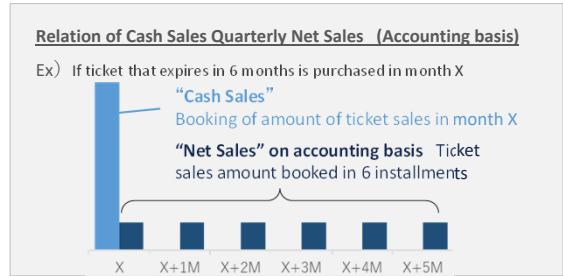 Relation of Cash Sales Quarterly Net Sales (Accounting basis)
Ex） If ticket that expires in 6 months is purchased in month X
“Cash Sales”
Booking of amount of ticket sales in month X
“Net Sales” on accounting basis Ticket
sales amount booked in 6 installments
X X+1M X+2M X+3M X+4M X+5M